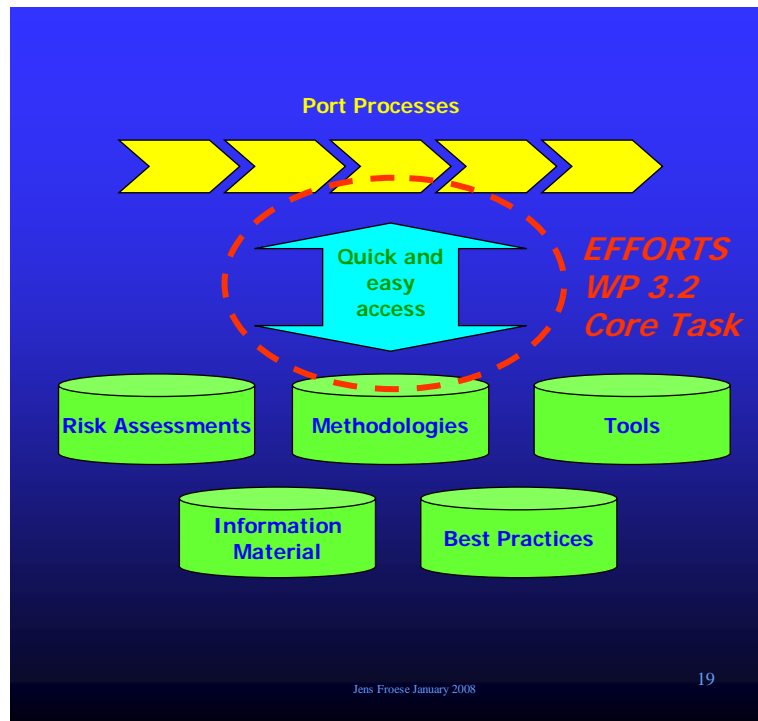 Port Processes
Quick and
easy
access
EFFORTS
WP 3.2
Core Task
Risk Assessments
Methodologies
Tools
Information
Material
Best Practices
Jens Froese January 2008
19